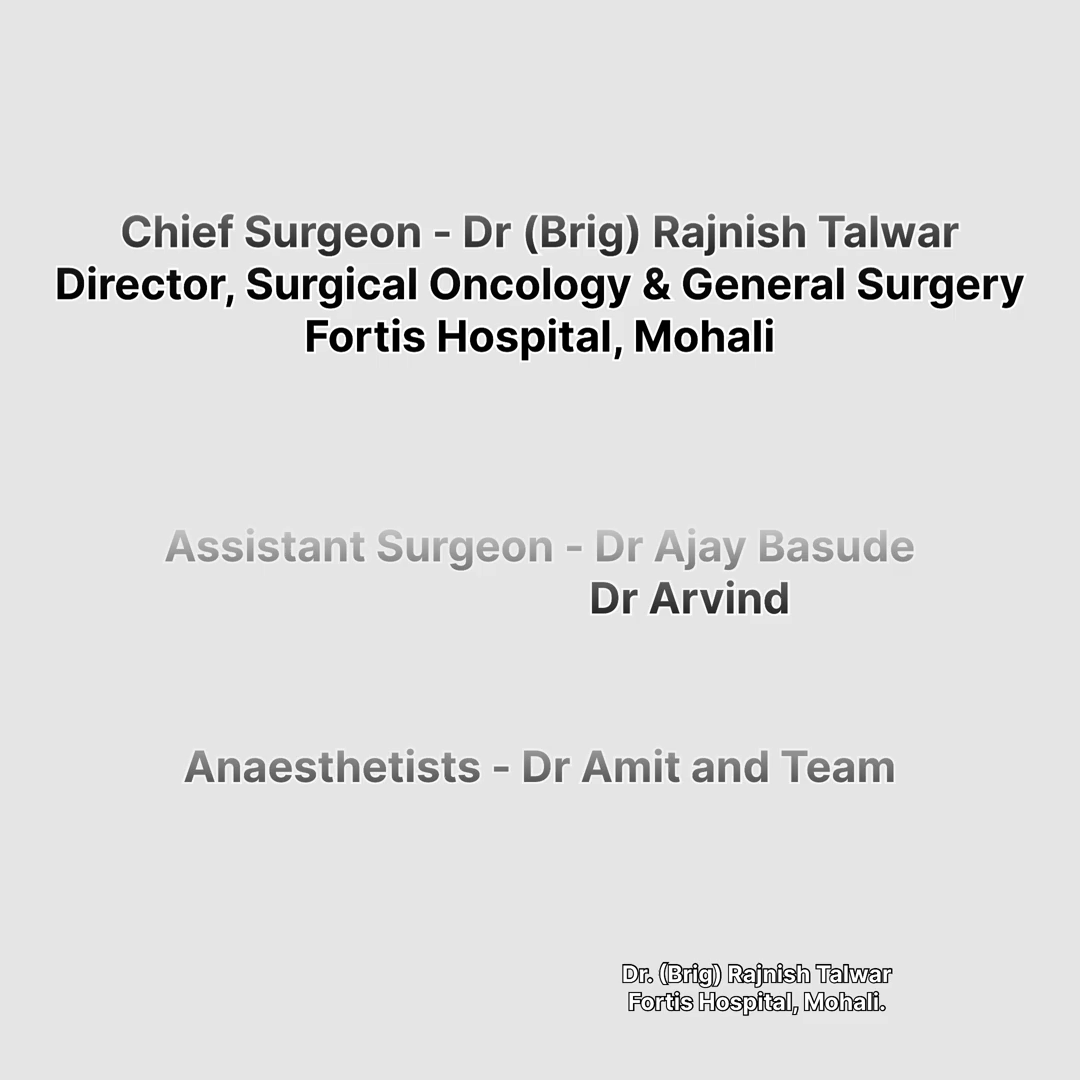 Chief Surgeon - Dr (Brig) Rajnish Talwar
Director, Surgical Oncology & General Surgery
Fortis Hospital, Mohali
Assistant Surgeon - Dr Ajay Basude
Dr Arvind
Anaesthetists - Dr Amit and Team
Dr. (Brig) Rajnish Talwar
Fortis Hospital, Mohali.